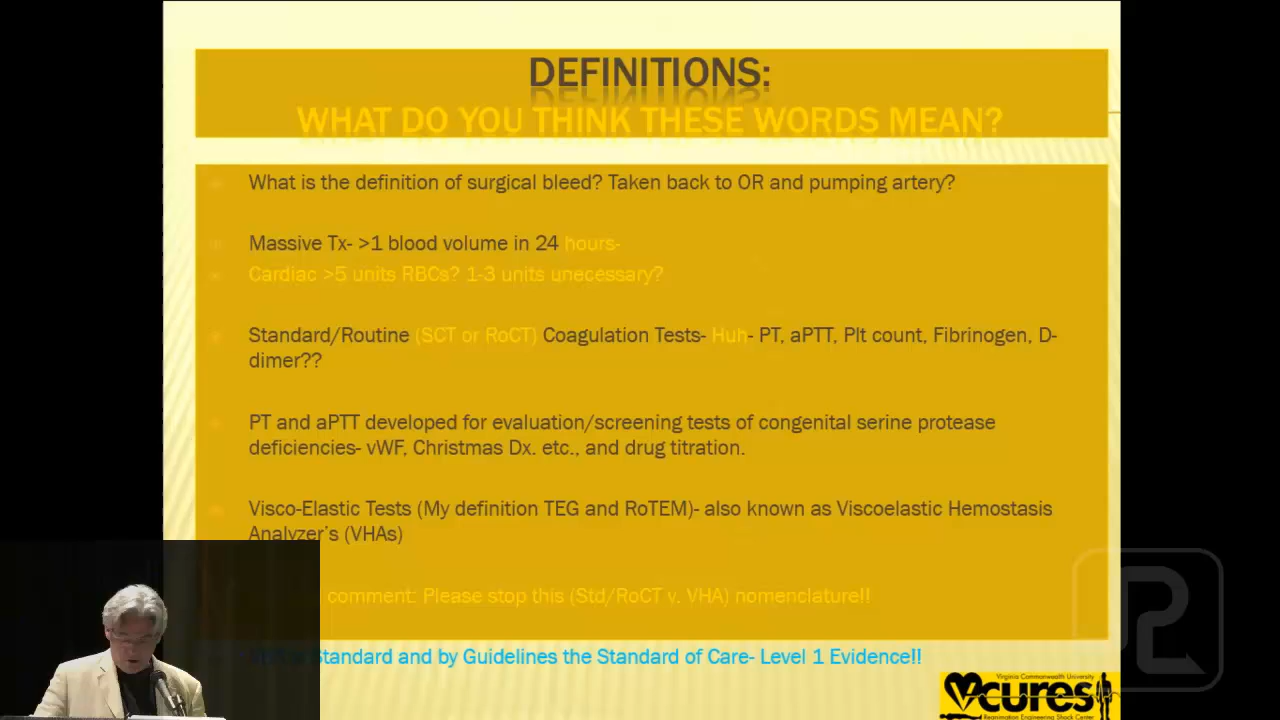 DEFINITIONS:
WHAT DO YOU THINK THESE WORDS MEAN?
What is the definition of surgical bleed? Taken back to OR and pumping artery?
Massive Tx- >1 blood volume in 24 hours-
Cardiac >5 units RBCs? 1-3 units unecessary?
Standard/Routine (SCT or RoCT) Coagulation Tests- Huh- PT, aPTT, Plt count, Fibrinogen, D-
dimer??
PT and aPTT developed for evaluation/screening tests of congenital serine protease
deficiencies- vWF, Christmas Dx. etc., and drug titration.
Visco-Elastic Tests (My definition TEG and RoTEM)- also known as Viscoelastic Hemostasis
Analyzer's (VHAs)
comment: Please stop this (Std/RoCT v. VHA) nomenclature!!
Standard and by Guidelines the Standard of Care- Level 1 Evidence!!
Virginia Commonwealth University
vcures
Reanimation Engineering Shock Center